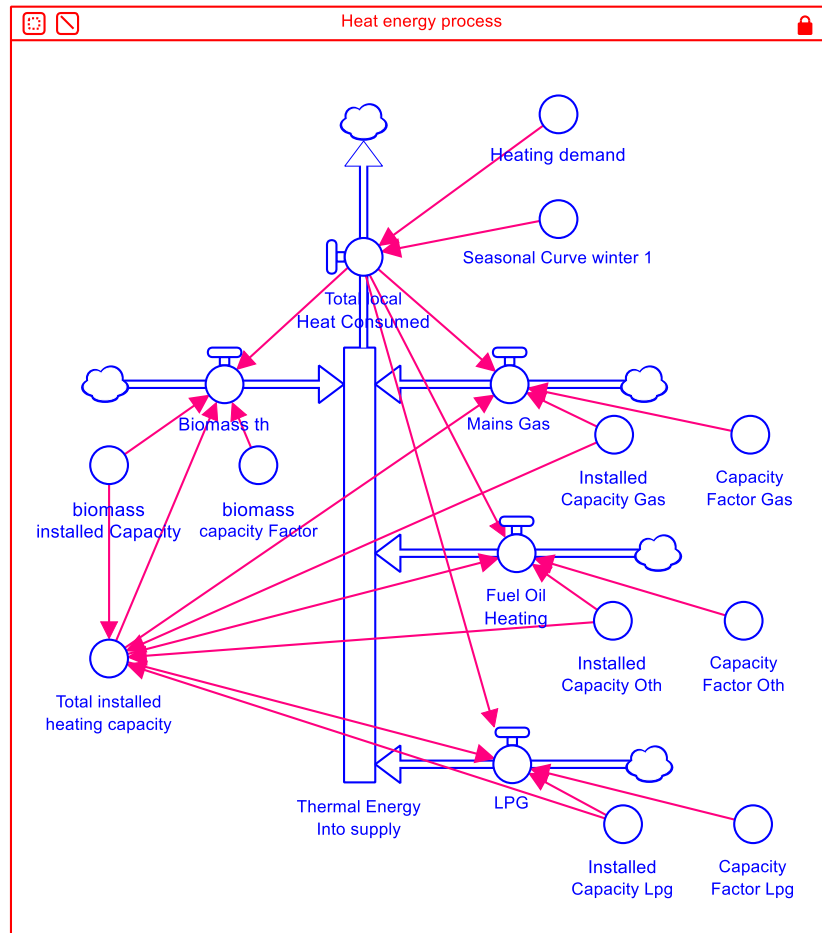 Heat energy process
Heating demand
Seasonal Curve winter 1
Total local
Heat Consumed
Biomass th
Mains Gas
biomass
installed Capacity
biomass
capacity Factor
Installed
Capacity Gas
Capacity
Factor Gas
Fuel Oil
Heating
Installed
Capacity Oth
Capacity
Factor Oth
Total installed
heating capacity
Thermal Energy
Into supply
LPG
Installed
Capacity Lpg
Capacity
Factor Lpg